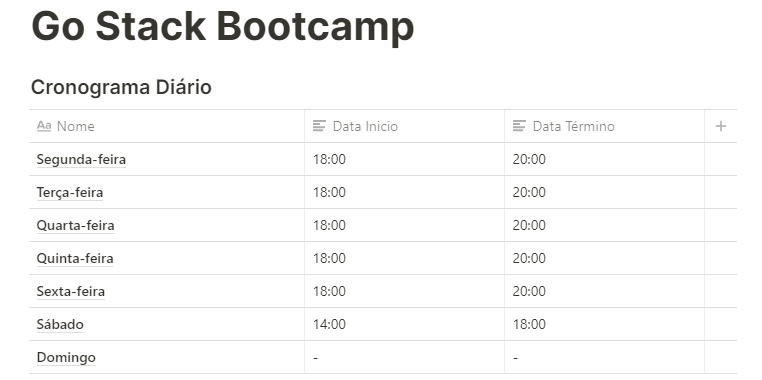 Go Stack Bootcamp
Cronograma Diário
Aa Nome Data Inicio Data Término +
Segunda-feira 18:00 20:00
Terça-feira 18:00 20:00
Quarta-feira 18:00 20:00
Quinta-feira 18:00 20:00
Sexta-feira 18:00 20:00
Sábado 14:00 18:00
Domingo - -